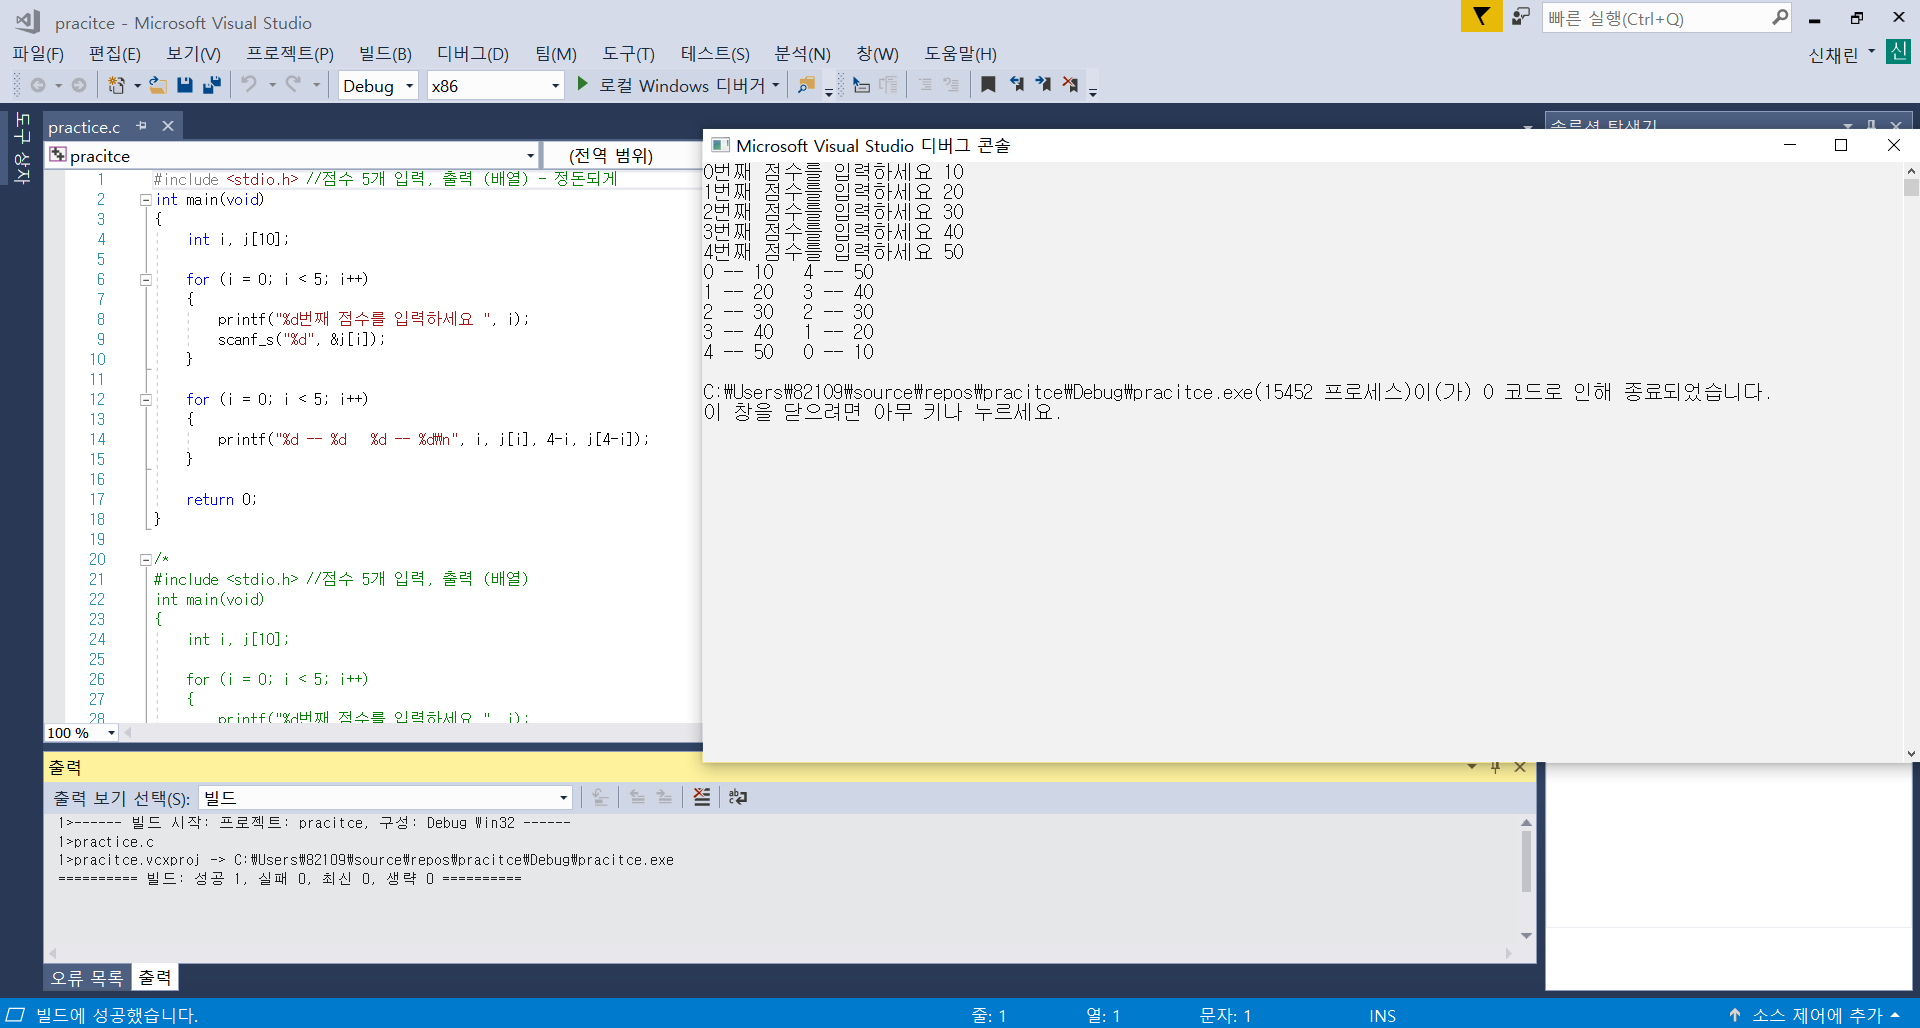 pracitce - Microsoft Visual Studio
빠른 실행(Ctrl+Q)
파일(F) 편집(E) 보기(V) 프로젝트(P) 빌드(B) 디버그(D) 팀(M) 도구(T) 테스트(S) 분석(N) 창(W) 도움말(H)
신채린 신
Debug x86 로컬 Windows 디버거
도구 상자
practice.c
솔루션 탐색기
pracitce (전역 범위)
1 #include <stdio.h> //점수 5개 입력, 출력 (배열) - 정돈되게
2 int main(void)
3 {
4 int i, j[10];
5
6 for (i = 0; i < 5; i++)
7 {
8 printf("%d번째 점수를 입력하세요 ", i);
9 scanf_s("%d", &j[i]);
10 }
11
12 for (i = 0; i < 5; i++)
13 {
14 printf("%d -- %d   %d -- %d₩n", i, j[i], 4-i, j[4-i]);
15 }
16
17 return 0;
18 }
19
20 /*
21 #include <stdio.h> //점수 5개 입력, 출력 (배열)
22 int main(void)
23 {
24 int i, j[10];
25
26 for (i = 0; i < 5; i++)
27 {
28 printf("%d번째 점수를 입력하세요 ", i);
100 %
Microsoft Visual Studio 디버그 콘솔
0번째 점수를 입력하세요 10
1번째 점수를 입력하세요 20
2번째 점수를 입력하세요 30
3번째 점수를 입력하세요 40
4번째 점수를 입력하세요 50
0 -- 10   4 -- 50
1 -- 20   3 -- 40
2 -- 30   2 -- 30
3 -- 40   1 -- 20
4 -- 50   0 -- 10
C:₩Users₩82109₩source₩repos₩pracitce₩Debug₩pracitce.exe(15452 프로세스)이(가) 0 코드로 인해 종료되었습니다.
이 창을 닫으려면 아무 키나 누르세요.
출력
출력 보기 선택(S): 빌드
1>------ 빌드 시작: 프로젝트: pracitce, 구성: Debug Win32 ------
1>practice.c
1>pracitce.vcxproj -> C:₩Users₩82109₩source₩repos₩pracitce₩Debug₩pracitce.exe
========== 빌드: 성공 1, 실패 0, 최신 0, 생략 0 ==========
오류 목록 출력
빌드에 성공했습니다. 줄: 1 열: 1 문자: 1 INS 소스 제어에 추가